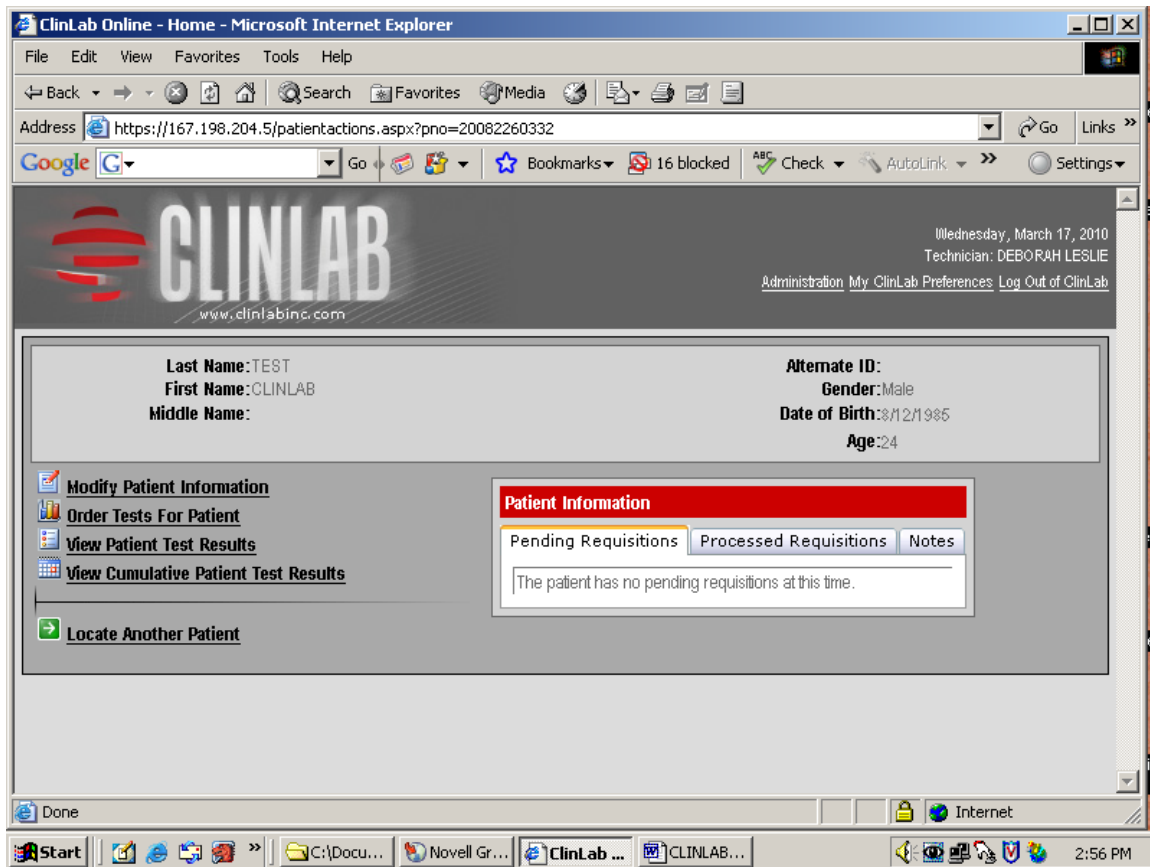 ClinLab Online - Home - Microsoft Internet Explorer
File Edit View Favorites Tools Help
Back Search Favorites Media
Address https://167.198.204.5/patientactions.aspx?pno=20082260332 Go Links »
Google G Go Bookmarks 16 blocked ABC Check AutoLink » Settings
CLINLAB
www.clinlabinc.com
Wednesday, March 17, 2010
Technician: DEBORAH LESLIE
Administration My ClinLab Preferences Log Out of ClinLab
Last Name: TEST
First Name: CLINLAB
Middle Name:
Alternate ID:
Gender: Male
Date of Birth: 8/12/1985
Age: 24
Modify Patient Information
Order Tests For Patient
View Patient Test Results
View Cumulative Patient Test Results
Locate Another Patient
Patient Information
Pending Requisitions Processed Requisitions Notes
The patient has no pending requisitions at this time.
Done Internet
Start » C:\Docu... Novell Gr... ClinLab ... CLINLAB... 2:56 PM